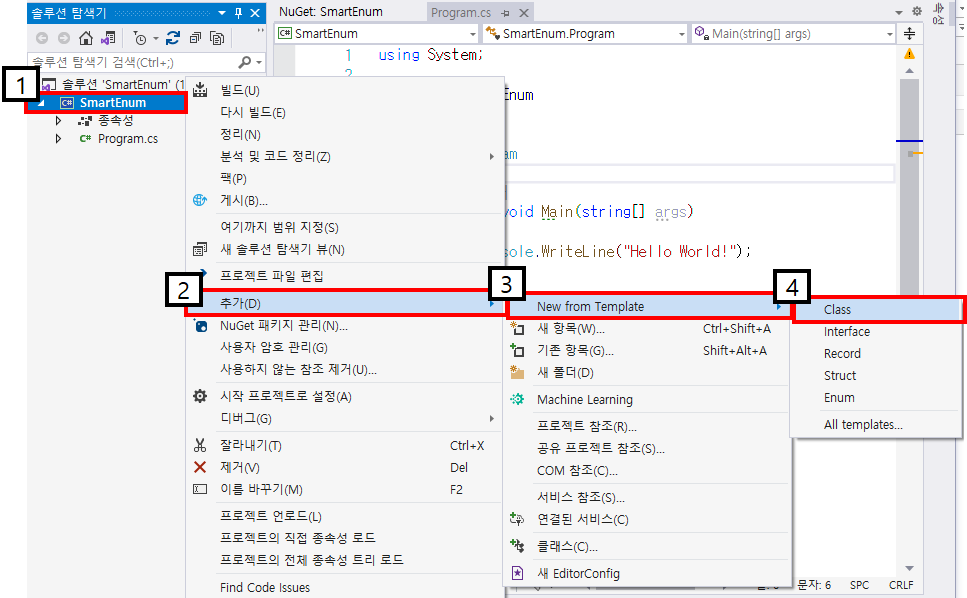 솔루션 탐색기
NuGet: SmartEnum
Program.cs
SmartEnum
SmartEnum.Program
Main(string[] args)
솔루션 탐색기 검색(Ctrl+;)
1
솔루션 'SmartEnum' (1
SmartEnum
종속성
Program.cs
1 using System;
2
Enum
am
void Main(string[] args)
sole.WriteLine("Hello World!");
빌드(U)
다시 빌드(E)
정리(N)
분석 및 코드 정리(Z)
팩(P)
게시(B)...
여기까지 범위 지정(S)
새 솔루션 탐색기 뷰(N)
프로젝트 파일 편집
2
추가(D)
NuGet 패키지 관리(N)...
사용자 암호 관리(G)
사용하지 않는 참조 제거(U)...
시작 프로젝트로 설정(A)
디버그(G)
잘라내기(T) Ctrl+X
제거(V) Del
이름 바꾸기(M) F2
프로젝트 언로드(L)
프로젝트의 직접 종속성 로드
프로젝트의 전체 종속성 트리 로드
Find Code Issues
3
New from Template
새 항목(W)... Ctrl+Shift+A
기존 항목(G)... Shift+Alt+A
새 폴더(D)
Machine Learning
프로젝트 참조(R)...
공유 프로젝트 참조(S)...
COM 참조(C)...
서비스 참조(S)...
연결된 서비스(C)
클래스(C)...
새 EditorConfig
4
Class
Interface
Record
Struct
Enum
All templates...
문자: 6 SPC CRLF